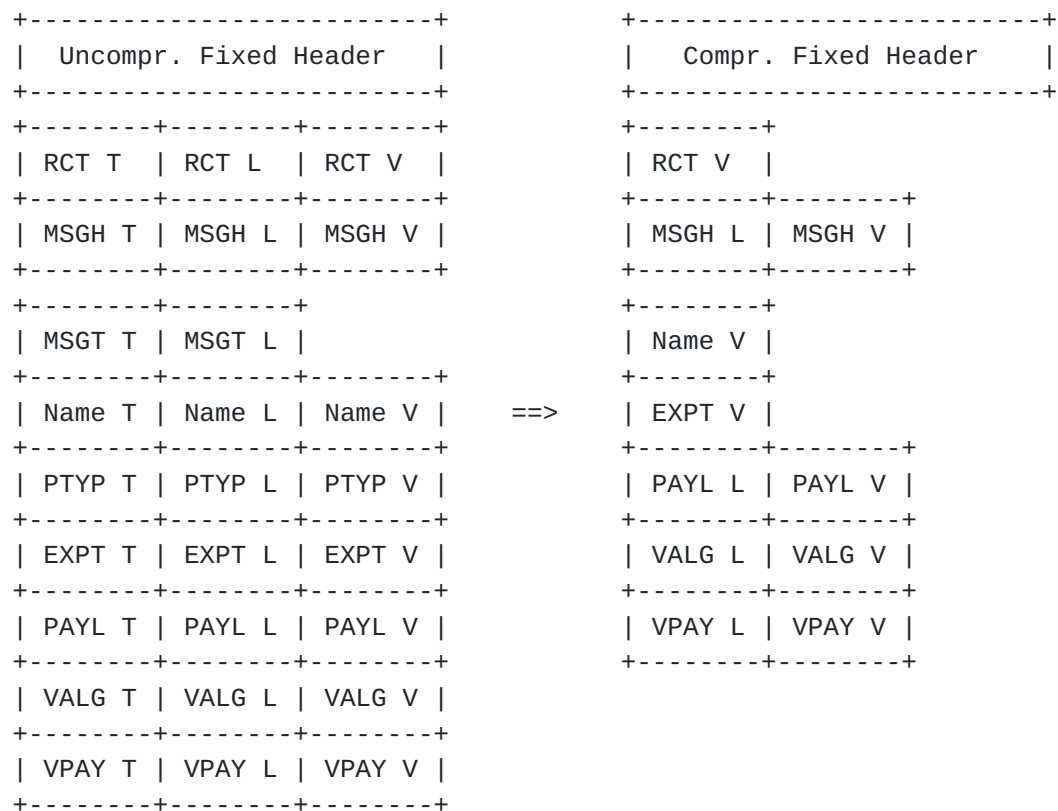 +--------------------------+           +--------------------------+
|  Uncompr. Fixed Header   |           |   Compr. Fixed Header    |
+--------------------------+           +--------------------------+
+--------+--------+--------+           +--------+
| RCT T  | RCT L  | RCT V  |           | RCT V  |
+--------+--------+--------+           +--------+--------+
| MSGH T | MSGH L | MSGH V |           | MSGH L | MSGH V |
+--------+--------+--------+           +--------+--------+
+--------+--------+                    +--------+
| MSGT T | MSGT L |                    | Name V |
+--------+--------+--------+           +--------+
| Name T | Name L | Name V |    ==>    | EXPT V |
+--------+--------+--------+           +--------+--------+
| PTYP T | PTYP L | PTYP V |           | PAYL L | PAYL V |
+--------+--------+--------+           +--------+--------+
| EXPT T | EXPT L | EXPT V |           | VALG L | VALG V |
+--------+--------+--------+           +--------+--------+
| PAYL T | PAYL L | PAYL V |           | VPAY L | VPAY V |
+--------+--------+--------+           +--------+--------+
| VALG T | VALG L | VALG V |
+--------+--------+--------+
| VPAY T | VPAY L | VPAY V |
+--------+--------+--------+